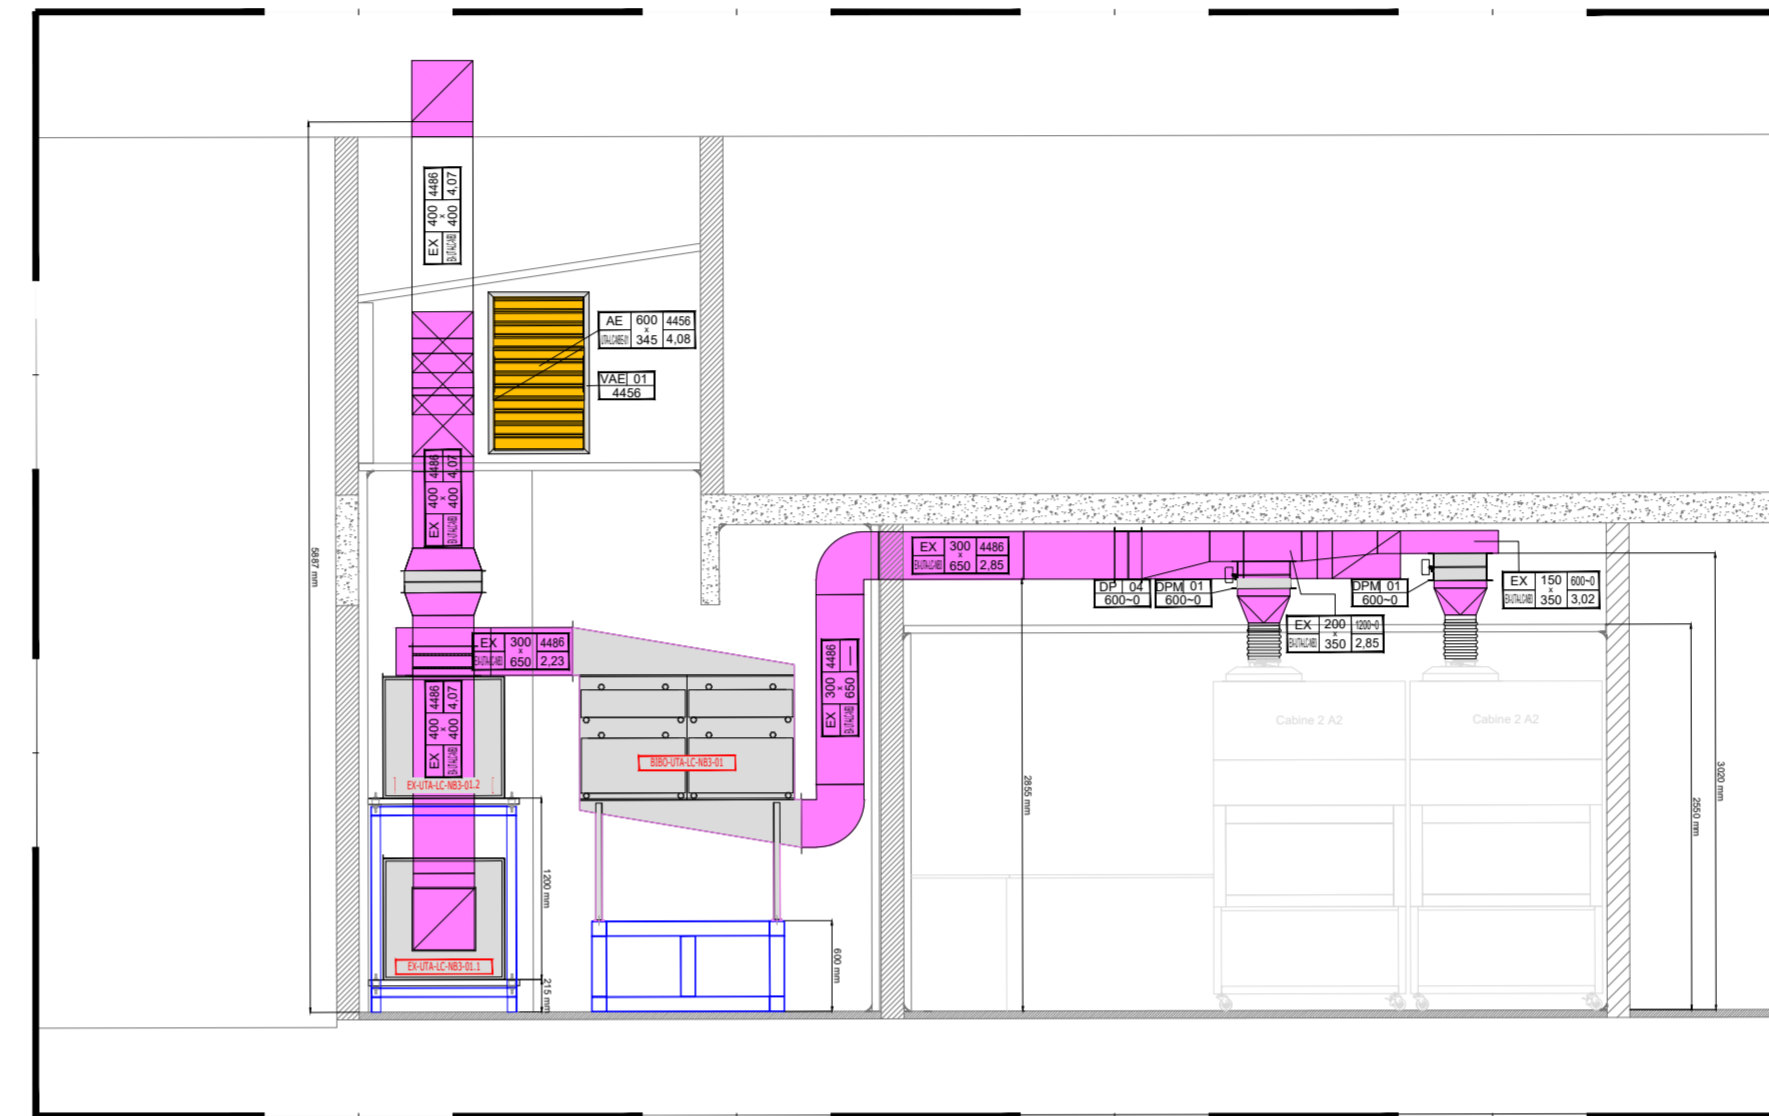 EX 400 x 400 4486 4,07
AE 600 x 345 4456 4,08
VAE 01
4456
EX 400 x 400 4486 4,07
5887 mm
EX 300 x 650 4486 2,85
DP 04
600~0
DPM 01
600~0
DPM 01
600~0
EX 150 x 350 600~0 3,02
EX 200 x 350 1200~0 2,85
EX 300 x 650 4486 2,23
EX 300 x 650 4486 —
EX 400 x 400 4486 4,07
BIBO-UTA-LC-NB3-01
EX-UTA-LC-NB3-01.2
Cabine 2 A2
Cabine 2 A2
2855 mm
3020 mm
2550 mm
1200 mm
600 mm
EX-UTA-LC-NB3-01.1
215 mm